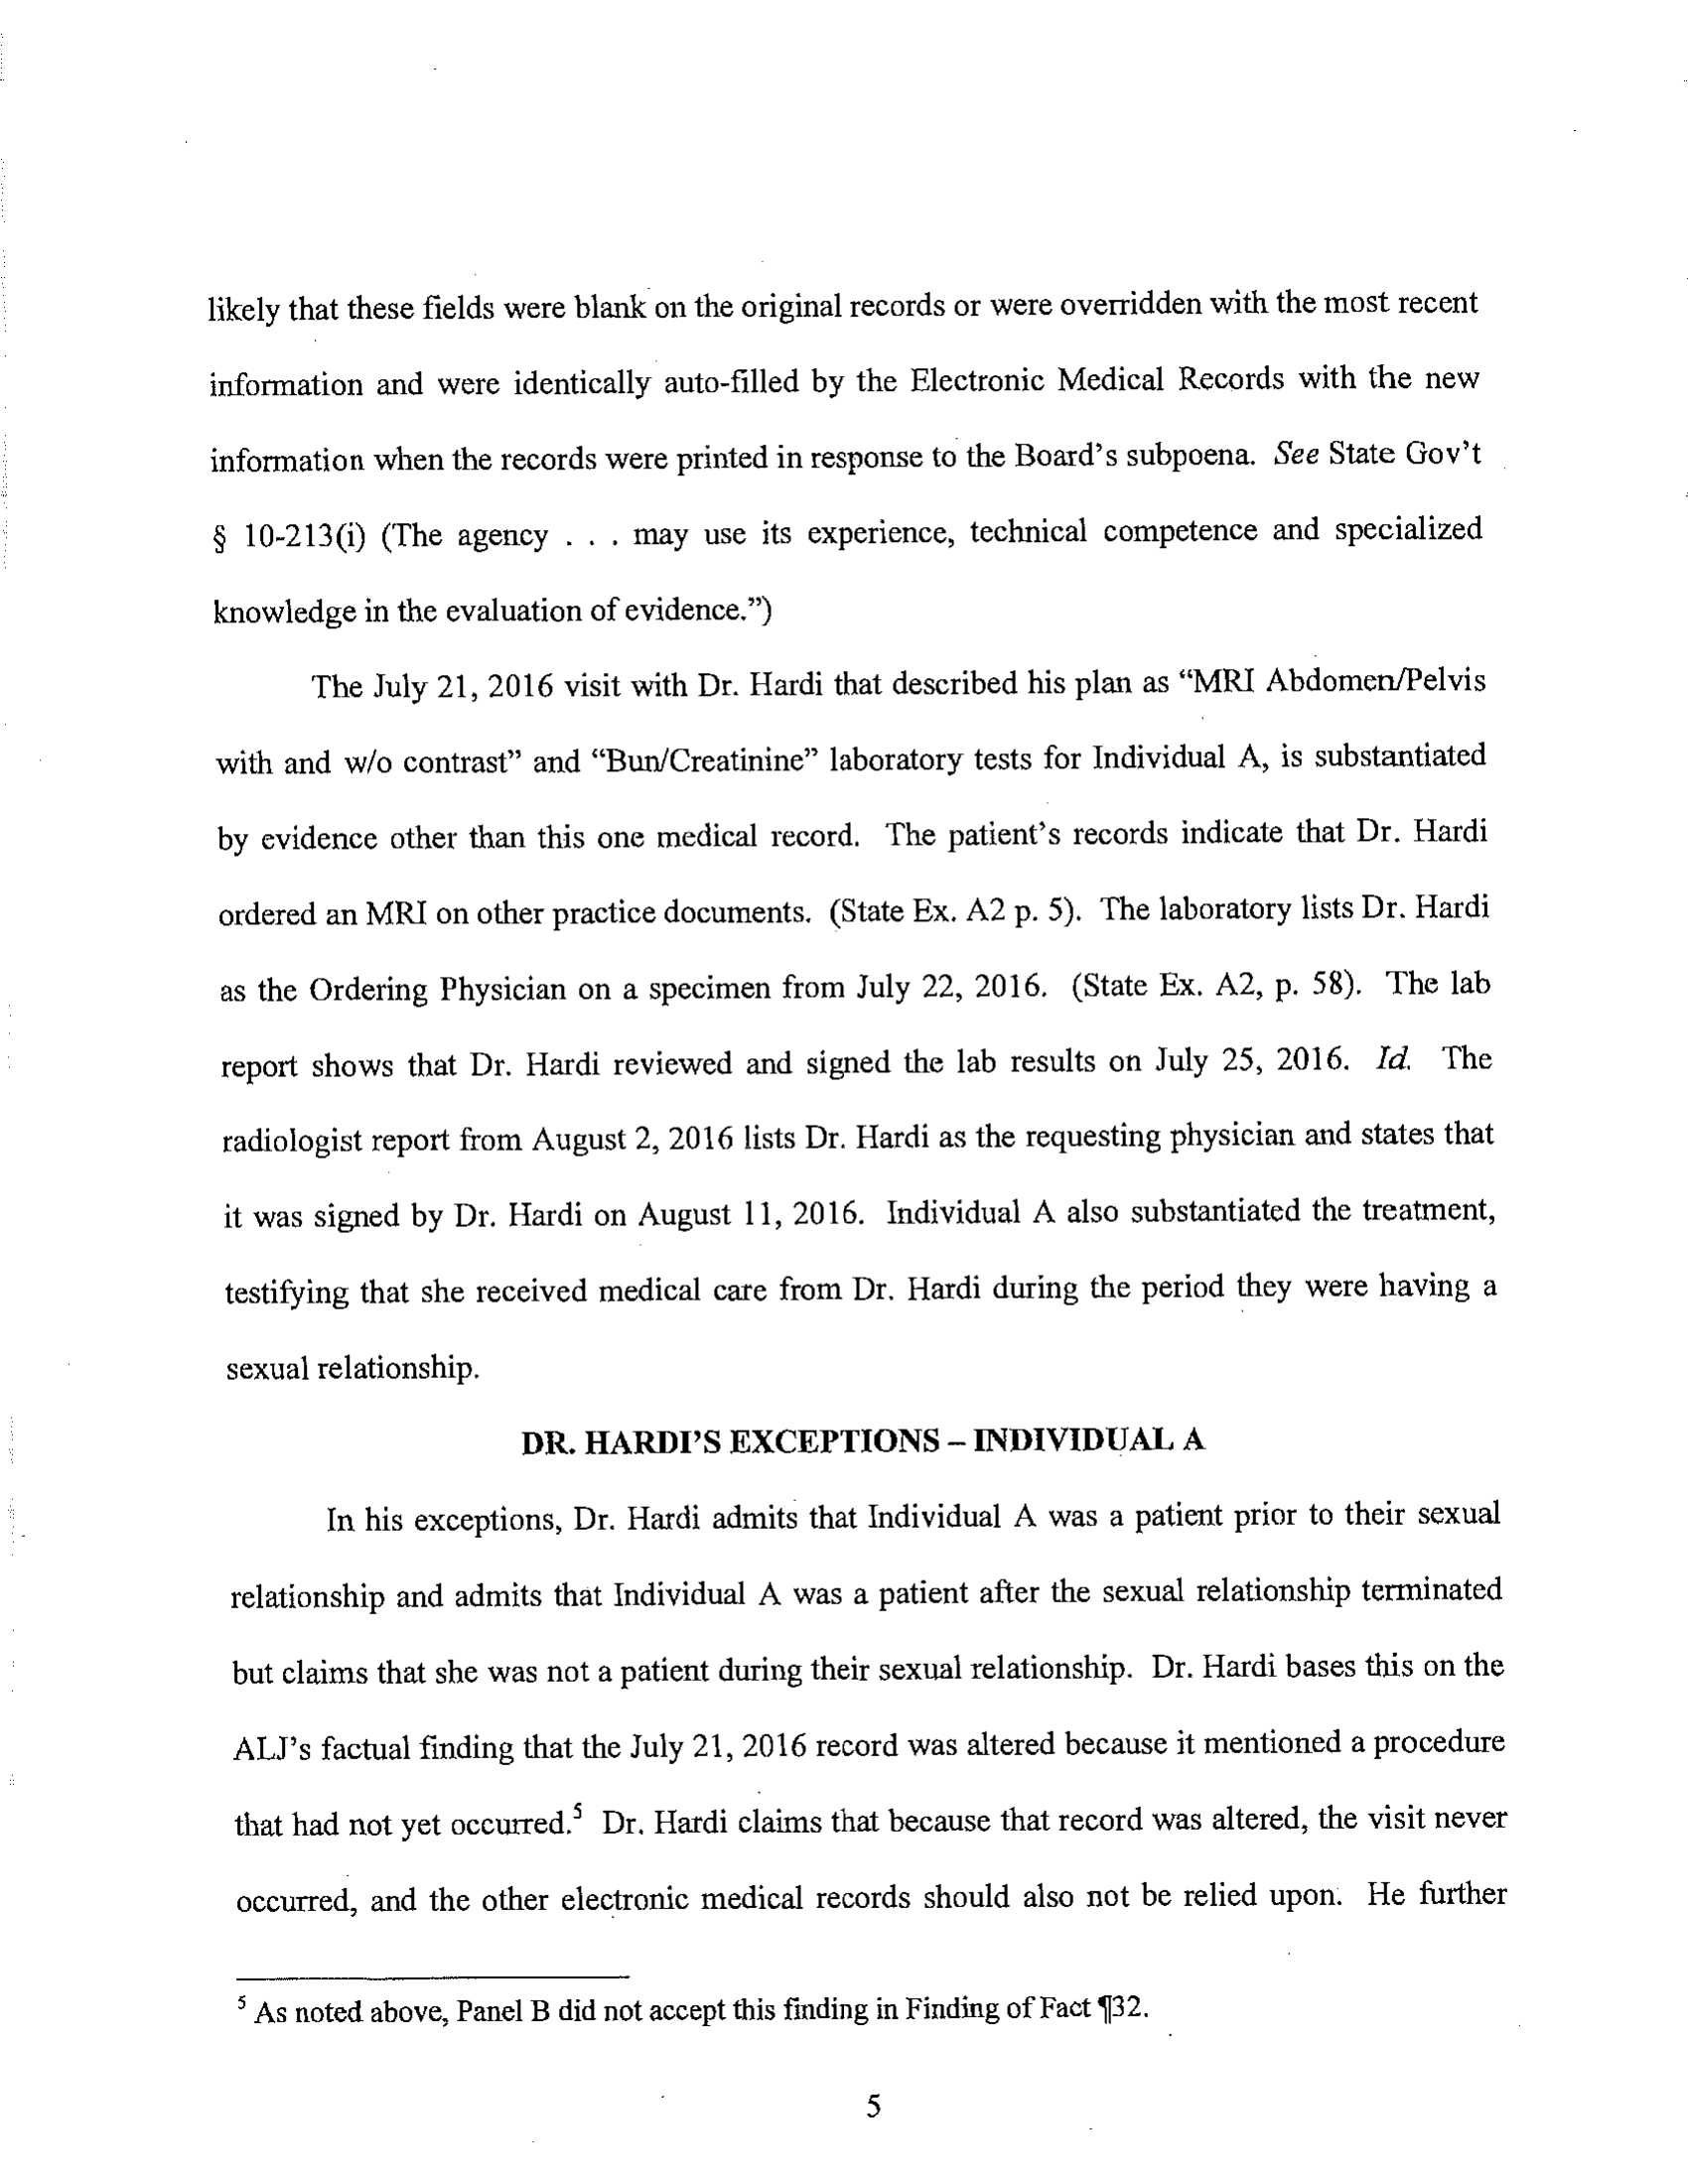 likely that these fields were blank on the original records or were overridden with the most recent
information and were identically auto-filled by the Electronic Medical Records with the new
information when the records were printed in response to the Board's subpoena. See State Gov't
§ 10-213(i) (The agency . . . may use its experience, technical competence and specialized
knowledge in the evaluation of evidence.")
The July 21, 2016 visit with Dr. Hardi that described his plan as "MRI Abdomen/Pelvis
with and w/o contrast" and "Bun/Creatinine" laboratory tests for Individual A, is substantiated
by evidence other than this one medical record. The patient's records indicate that Dr. Hardi
ordered an MRI on other practice documents. (State Ex. A2 p. 5). The laboratory lists Dr. Hardi
as the Ordering Physician on a specimen from July 22, 2016. (State Ex. A2, p. 58). The lab
report shows that Dr. Hardi reviewed and signed the lab results on July 25, 2016. Id. The
radiologist report from August 2, 2016 lists Dr. Hardi as the requesting physician and states that
it was signed by Dr. Hardi on August 11, 2016. Individual A also substantiated the treatment,
testifying that she received medical care from Dr. Hardi during the period they were having a
sexual relationship.
DR. HARDI'S EXCEPTIONS – INDIVIDUAL A
In his exceptions, Dr. Hardi admits that Individual A was a patient prior to their sexual
relationship and admits that Individual A was a patient after the sexual relationship terminated
but claims that she was not a patient during their sexual relationship. Dr. Hardi bases this on the
ALJ's factual finding that the July 21, 2016 record was altered because it mentioned a procedure
that had not yet occurred.5 Dr. Hardi claims that because that record was altered, the visit never
occurred, and the other electronic medical records should also not be relied upon. He further
5 As noted above, Panel B did not accept this finding in Finding of Fact ¶32.
5